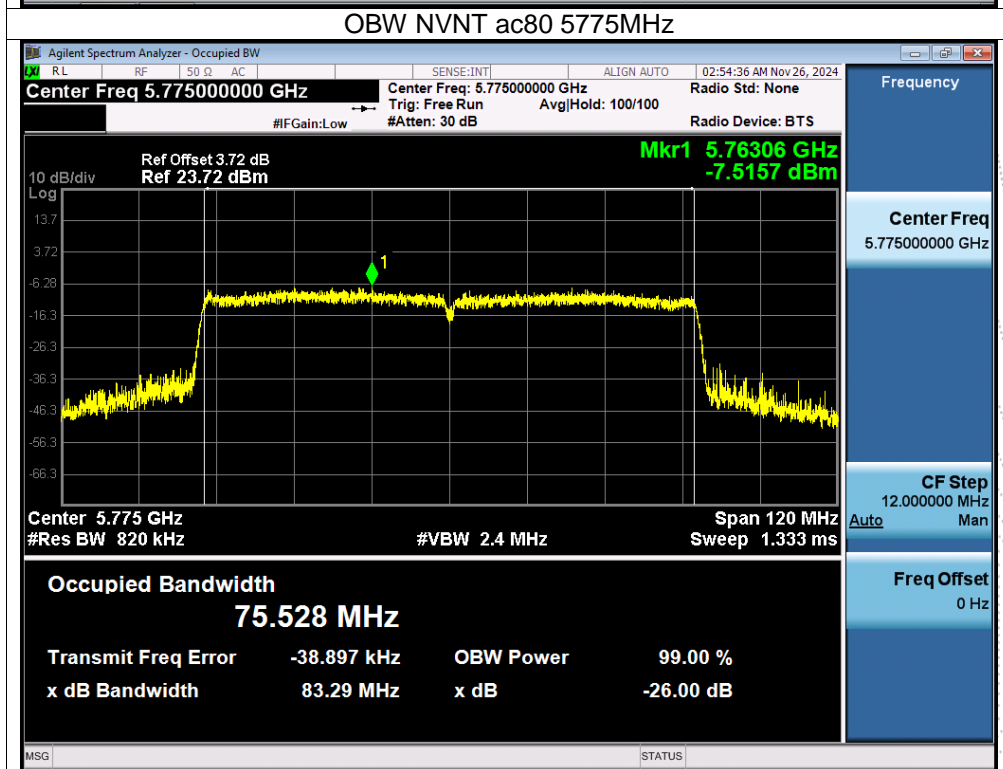 OBW NVNT ac80 5775MHz
Agilent Spectrum Analyzer - Occupied BW
LXI RL RF 50 Ω AC SENSE:INT ALIGN AUTO 02:54:36 AM Nov 26, 2024
Center Freq 5.775000000 GHz Center Freq: 5.775000000 GHz Radio Std: None
Trig: Free Run Avg|Hold: 100/100
#IFGain:Low #Atten: 30 dB Radio Device: BTS
Frequency
Mkr1 5.76306 GHz
-7.5157 dBm
Ref Offset 3.72 dB
10 dB/div Ref 23.72 dBm
Log
13.7
3.72
-6.28
-16.3
-26.3
-36.3
-46.3
-56.3
-66.3
1
Center 5.775 GHz Span 120 MHz
#Res BW 820 kHz #VBW 2.4 MHz Sweep 1.333 ms
Occupied Bandwidth
75.528 MHz
Transmit Freq Error -38.897 kHz OBW Power 99.00 %
x dB Bandwidth 83.29 MHz x dB -26.00 dB
Center Freq
5.775000000 GHz
CF Step
12.000000 MHz
Auto Man
Freq Offset
0 Hz
MSG STATUS